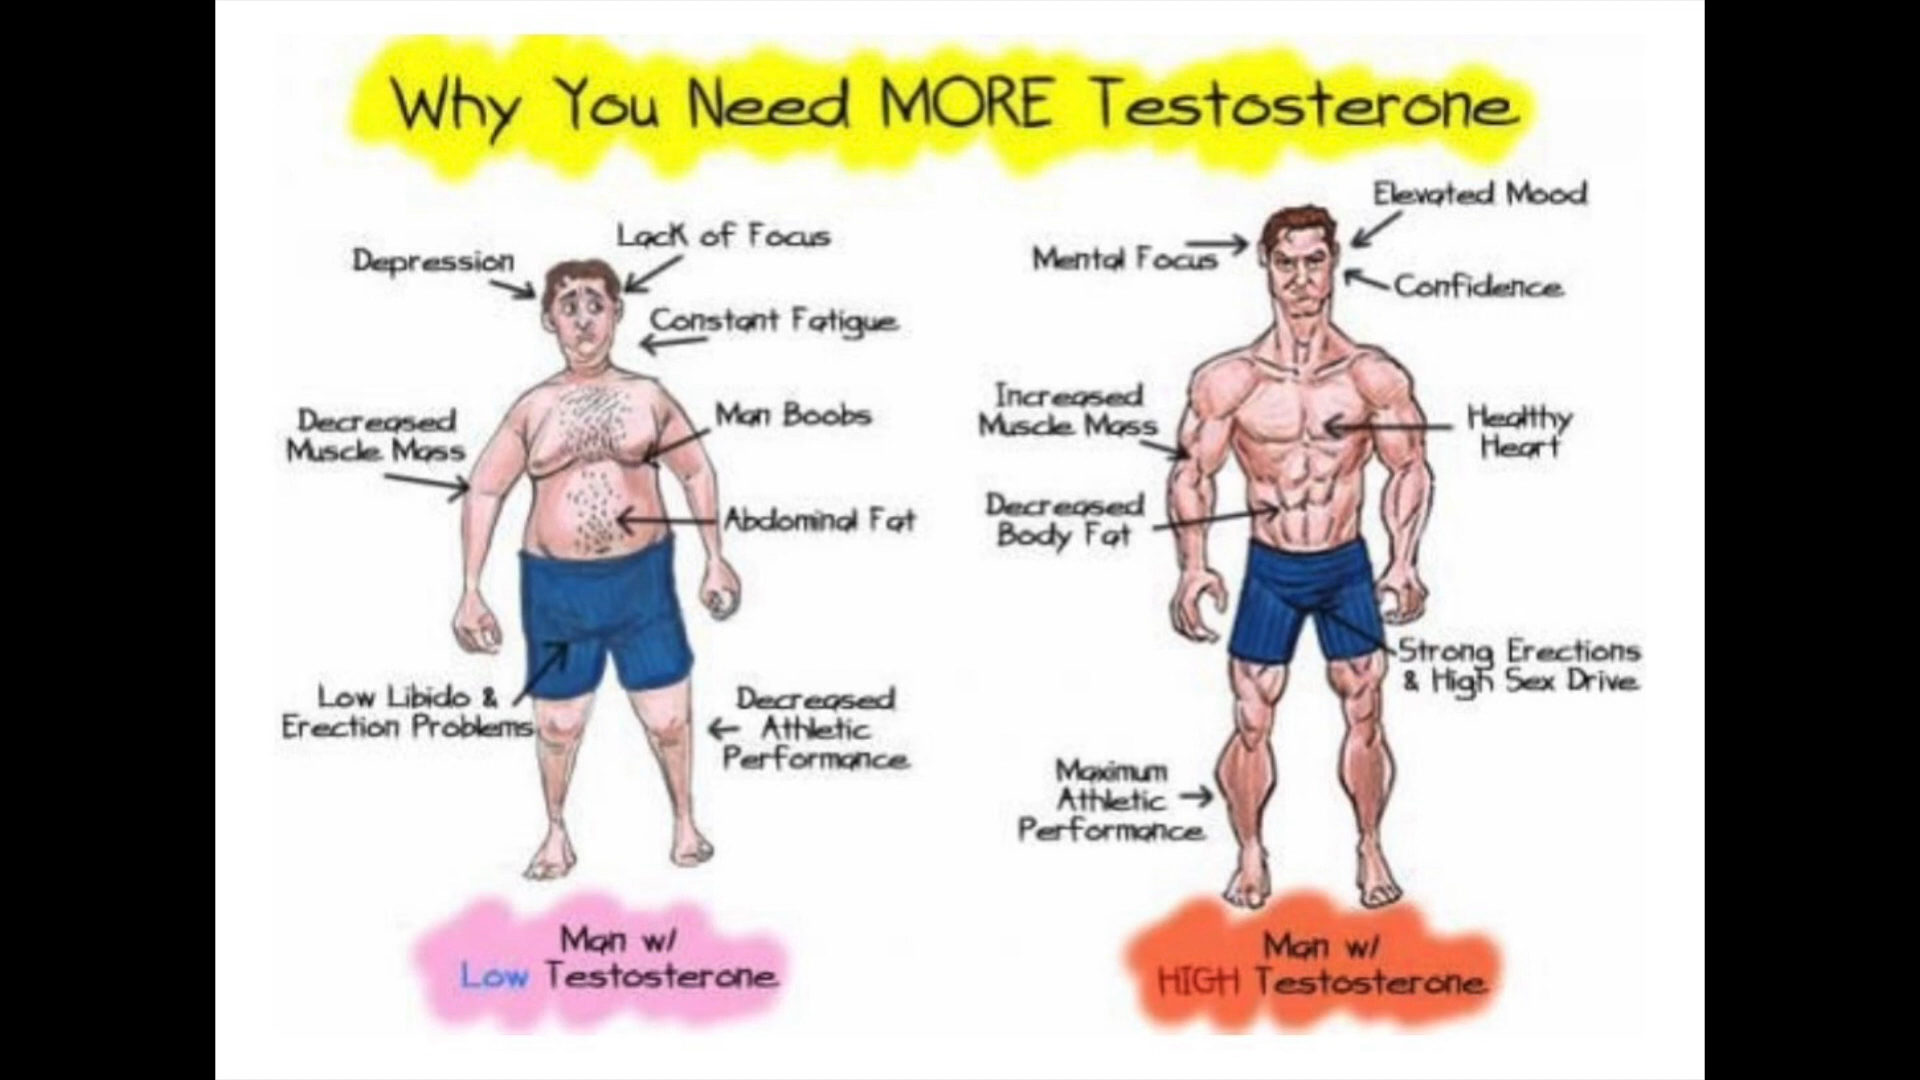 Why You Need MORE Testosterone
Depression
Lack of Focus
Constant Fatigue
Decreased
Muscle Mass
Man Boobs
Abdominal Fat
Low Libido &
Erection Problems
Decreased
Athletic
Performance
Man w/
Low Testosterone
Elevated Mood
Mental Focus
Confidence
Increased
Muscle Mass
Healthy
Heart
Decreased
Body Fat
Strong Erections
& High Sex Drive
Maximum
Athletic
Performance
Man w/
HIGH Testosterone